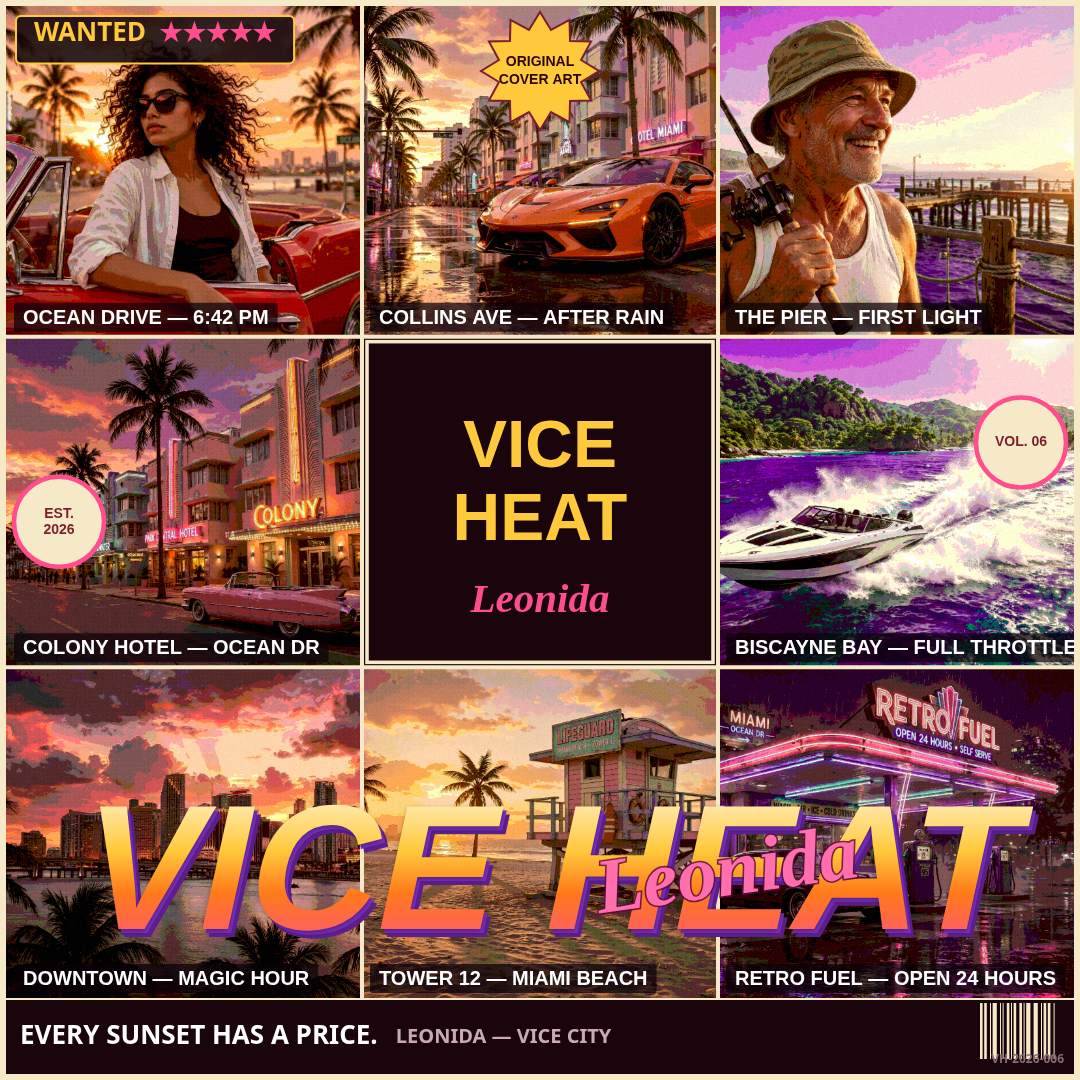 WANTED ★★★★★
ORIGINAL
COVER ART
HOTEL MIAMI
OCEAN DRIVE — 6:42 PM
COLLINS AVE — AFTER RAIN
THE PIER — FIRST LIGHT
EST.
2026
COLONY
COLONY HOTEL — OCEAN DR
VICE
HEAT
Leonida
VOL. 06
BISCAYNE BAY — FULL THROTTLE
LIFEGUARD
MIAMI
OCEAN DR
RETRO FUEL
OPEN 24 HOURS • SELF SERVE
VICE HEAT
Leonida
DOWNTOWN — MAGIC HOUR
TOWER 12 — MIAMI BEACH
RETRO FUEL — OPEN 24 HOURS
EVERY SUNSET HAS A PRICE. LEONIDA — VICE CITY